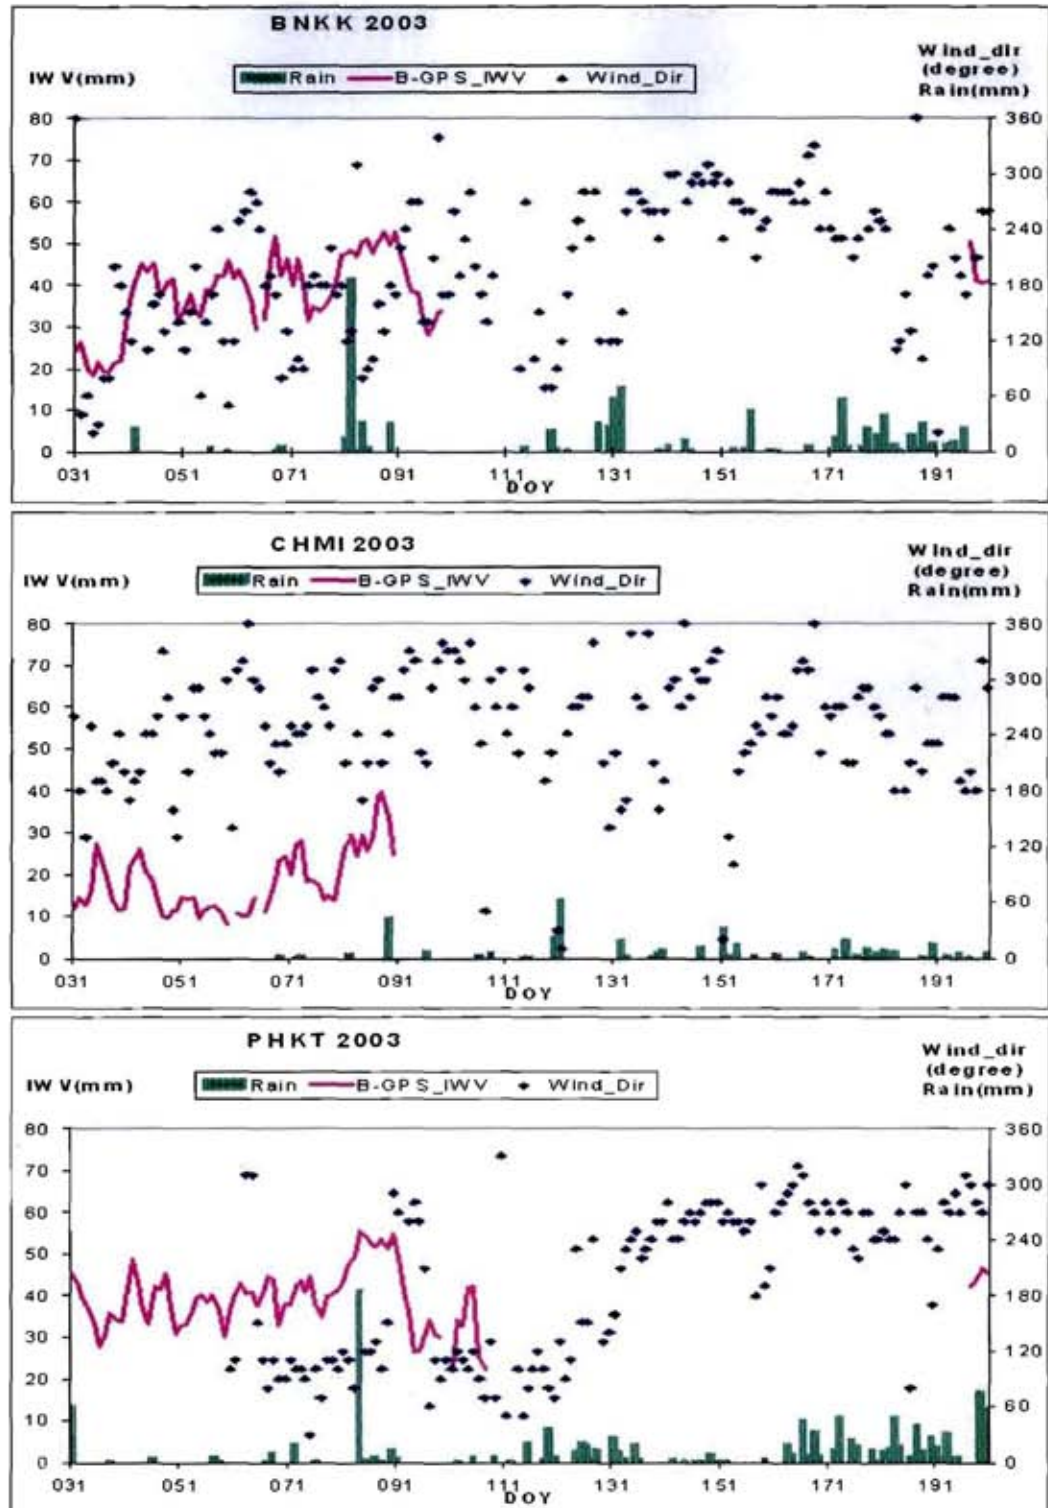 BNKK 2003
IWV(mm)
Rain B-GPS_IWV Wind_Dir
Wind_dir
(degree)
Rain(mm)
80 360
70 300
60
50 240
40 180
30 120
20
10 60
0 0
031 051 071 091 111 131 151 171 191
DOY
CHMI 2003
IWV(mm)
Rain B-GPS_IWV Wind_Dir
Wind_dir
(degree)
Rain(mm)
80 360
70 300
60
50 240
40 180
30 120
20
10 60
0 0
031 051 071 091 111 131 151 171 191
DOY
PHKT 2003
IWV(mm)
Rain B-GPS_IWV Wind_Dir
Wind_dir
(degree)
Rain(mm)
80 360
70 300
60
50 240
40 180
30 120
20
10 60
0 0
031 051 071 091 111 131 151 171 191
DOY